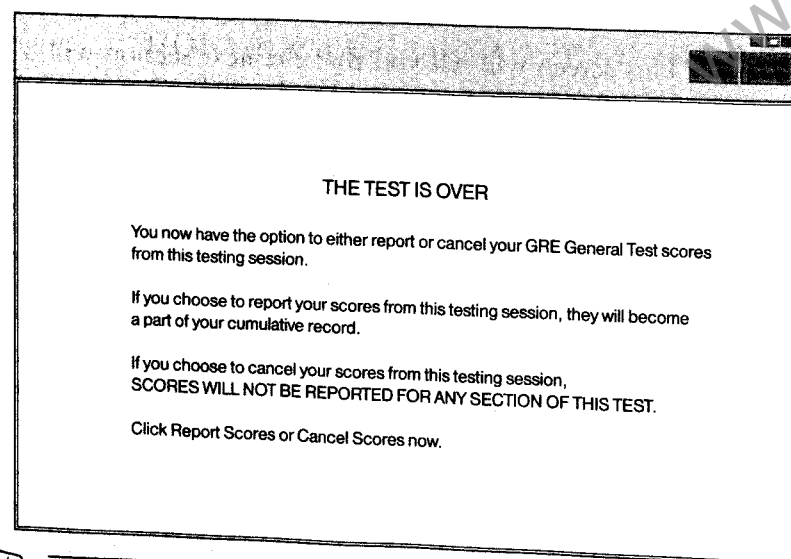 THE TEST IS OVER
You now have the option to either report or cancel your GRE General Test scores
from this testing session.
If you choose to report your scores from this testing session, they will become
a part of your cumulative record.
If you choose to cancel your scores from this testing session,
SCORES WILL NOT BE REPORTED FOR ANY SECTION OF THIS TEST.
Click Report Scores or Cancel Scores now.